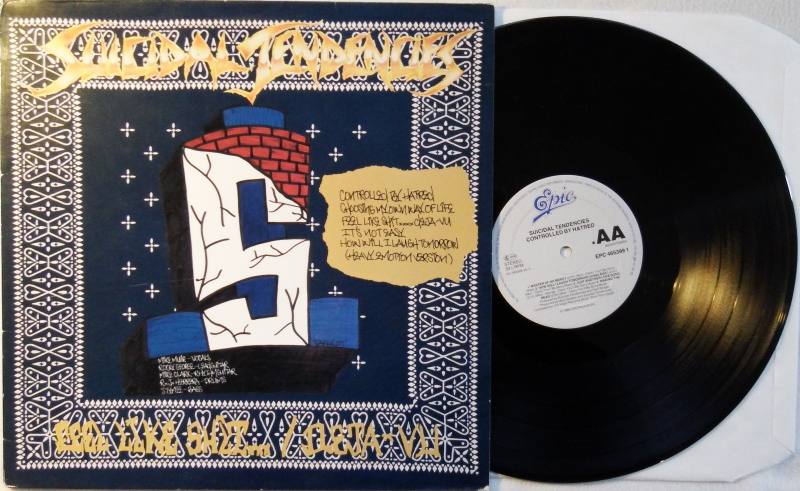 SUICIDAL TENDENCIES
S
CONTROLLED BY HATRED
CHOOSING MY OWN WAY OF LIFE
FEEL LIKE SHIT......DEJA-VU
IT'S NOT EASY
HOW WILL I LAUGH TOMORROW
(HEAVY EMOTION VERSION)
MIKE MUIR - VOCALS
ROCKY GEORGE - LEAD GUITAR
MIKE CLARK - RHYTHM GUITAR
R.J. HERRERA - DRUMS
STYMEE - BASS
FEEL LIKE SHIT... / DEJA-VU
Epic
SUICIDAL TENDENCIES
CONTROLLED BY HATRED
.AA
STEREO
EPC 465399 1